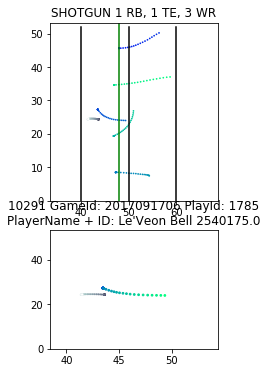 SHOTGUN 1 RB, 1 TE, 3 WR
50
40
30
20
10
0
40 50 60
10291 GameId: 2017091706 PlayId: 1785
PlayerName + ID: Le'Veon Bell 2540175.0
40
20
0
40 45 50